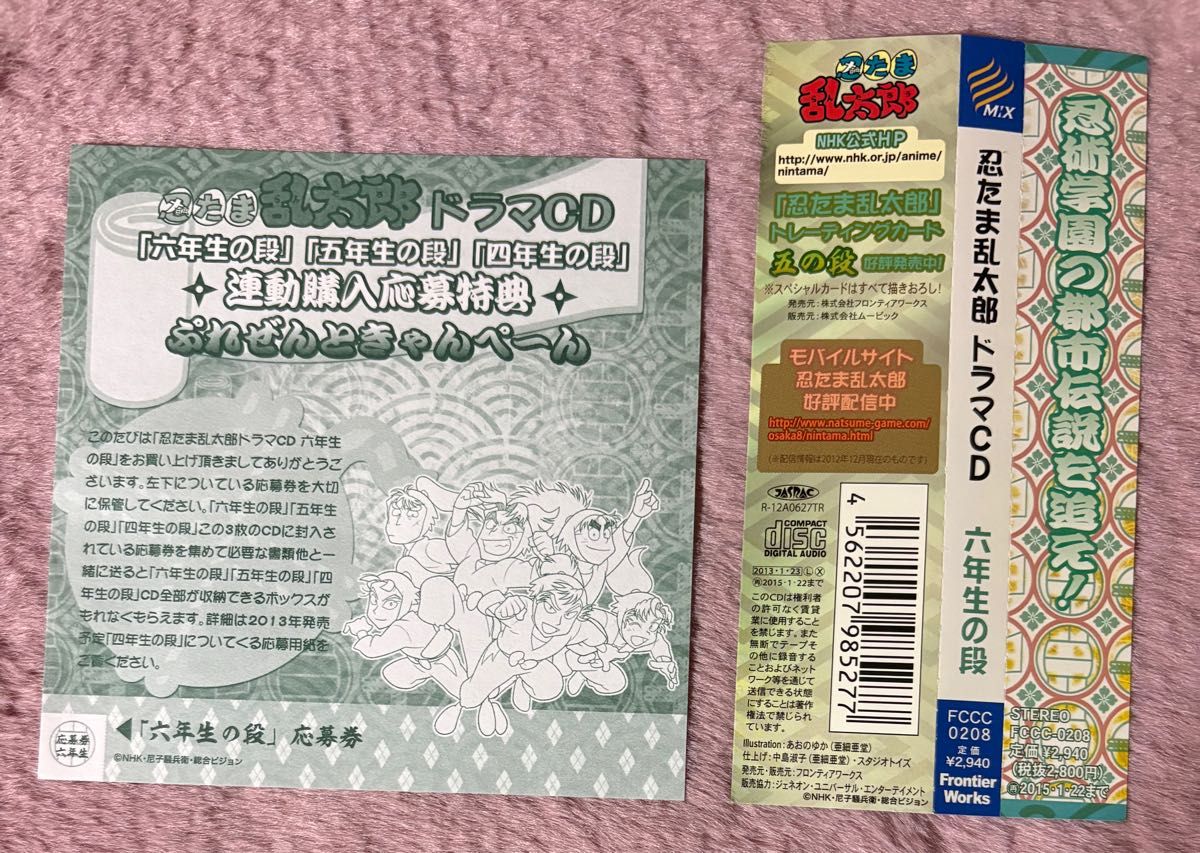 忍たま乱太郎ドラマCD
「六年生の段」「五年生の段」「四年生の段」
連動購入応募特典
ぷれぜんときゃんぺーん
このたびは「忍たま乱太郎ドラマCD 六年生
の段」をお買い上げ頂きましてありがとうご
ざいます。左下についている応募券を大切
に保管してください。「六年生の段」「五年生
の段」「四年生の段」この3枚のCDに封入さ
れている応募券を集めて必要な書類他と一
緒に送ると「六年生の段」「五年生の段」「四
年生の段」CD全部が収納できるボックスが
もれなくもらえます。詳細は2013年発売
予定「四年生の段」についてくる応募用紙を
ご覧ください。
応募券
六年生
◀「六年生の段」応募券
©NHK・尼子騒兵衛・総合ビジョン
忍たま
乱太郎
NHK公式HP
http://www.nhk.or.jp/anime/
nintama/
「忍たま乱太郎」
トレーディングカード
五の段 好評発売中!
※スペシャルカードはすべて描きおろし!
発売元:株式会社フロンティアワークス
販売元:株式会社ムービック
モバイルサイト
忍たま乱太郎
好評配信中
http://www.natsume-game.com/
osaka8/nintama.html
(※配信情報は2012年12月現在のものです)
JASRAC
R-12A0627TR
COMPACT
disc
DIGITAL AUDIO
2013・1・23 Ⓛ Ⓧ
㊢2015・1・22まで
このCDは権利者
の許可なく賃貸
業に使用すること
を禁じます。また
無断でテープそ
の他に録音する
ことおよびネット
ワーク等を通じて
送信できる状態
にすることは著作
権法で禁じられ
ています。
4 562207 985277
Illustration:あおのゆか(亜細亜堂)
仕上げ:中島淑子(亜細亜堂)・スタジオトイズ
発売元・販売元:フロンティアワークス
販売協力:ジェネオン・ユニバーサル・エンターテイメント
©NHK・尼子騒兵衛・総合ビジョン
MiX
忍たま乱太郎 ドラマCD 六年生の段
FCCC
0208
定価
¥2,940
Frontier
Works
忍術学園の都市伝説を追え!
STEREO
FCCC-0208
定価¥2,940
(税抜2,800円)
2015・1・22まで